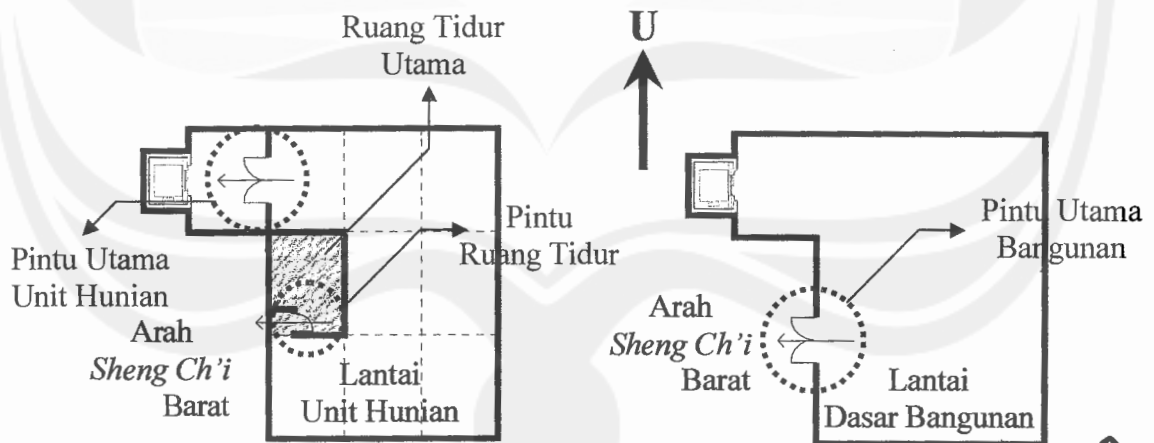 Ruang Tidur
Utama
U
Pintu
Ruang Tidur
Pintu Utama
Unit Hunian
Arah
Sheng Ch'i
Barat
Lantai
Unit Hunian
Pintu Utama
Bangunan
Arah
Sheng Ch'i
Barat
Lantai
Dasar Bangunan